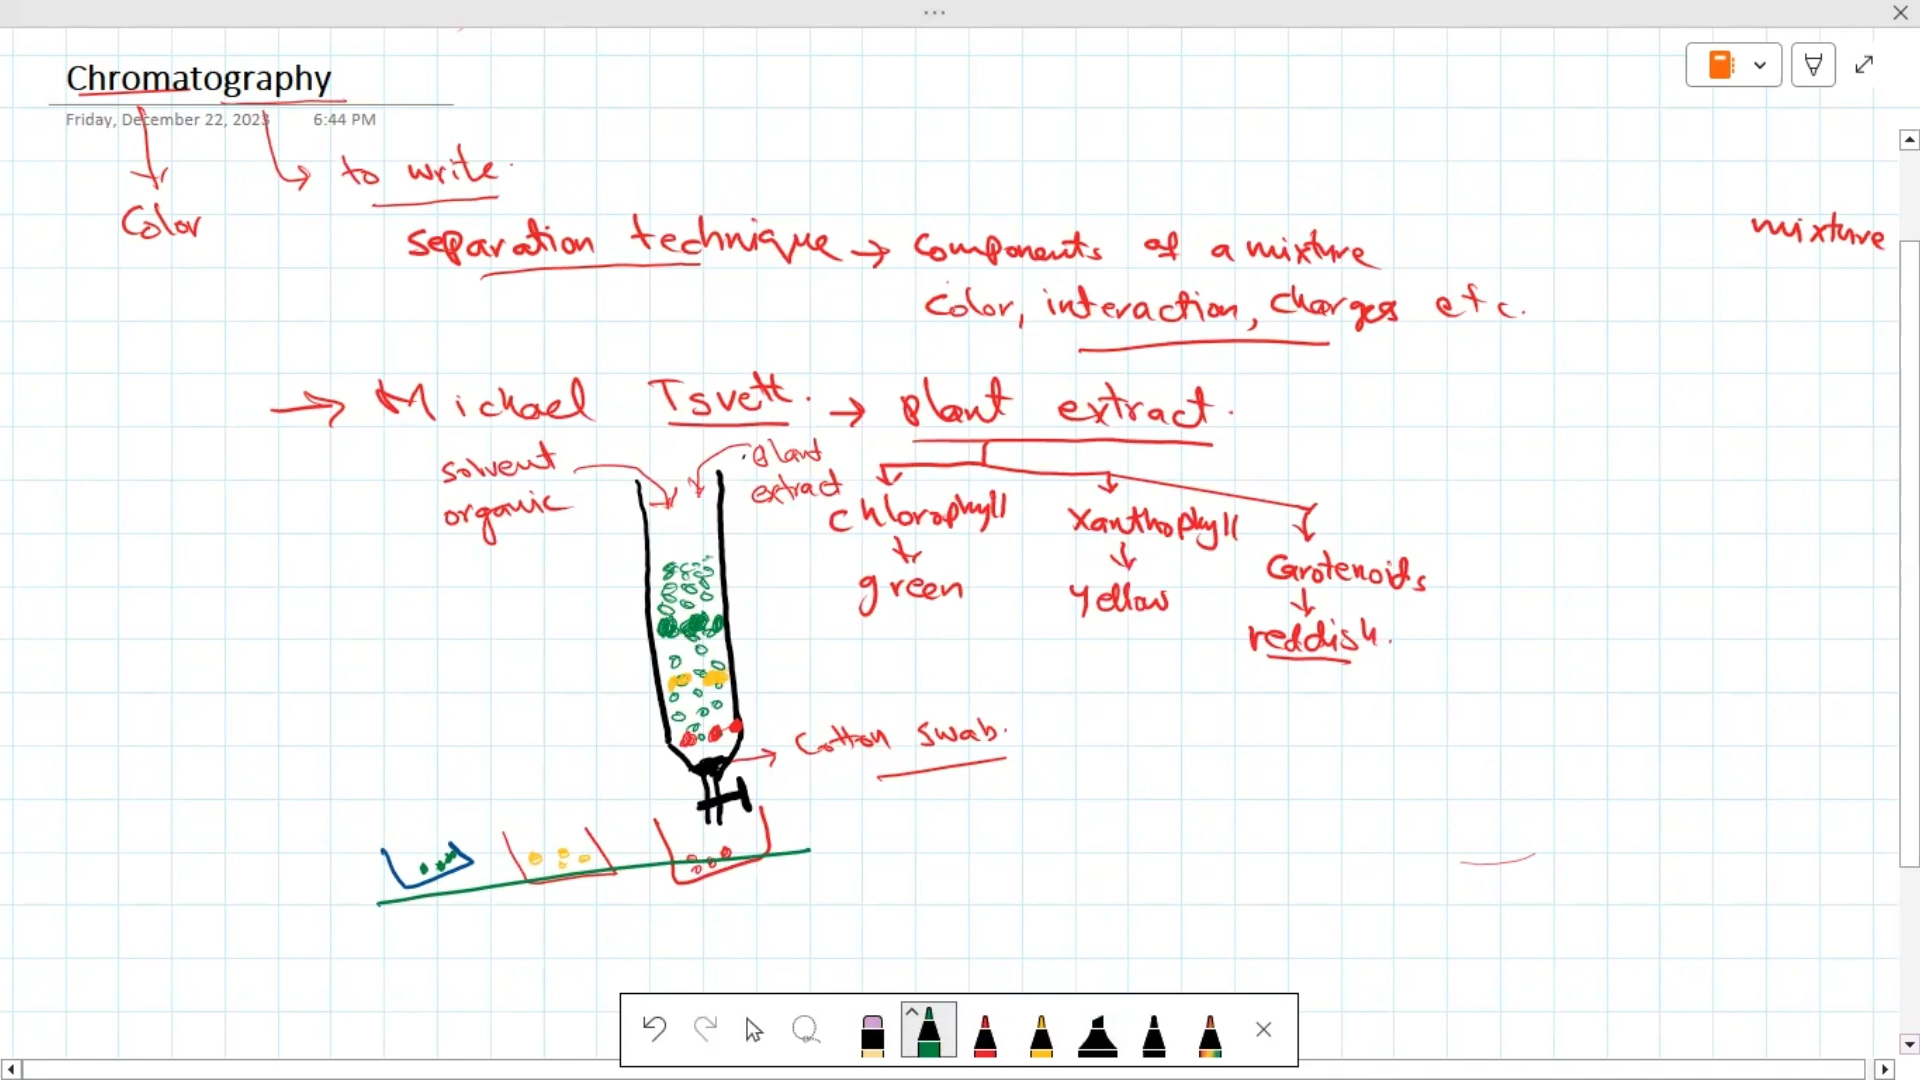 Chromatography
Friday, December 22, 2023 6:44 PM
to write.
Color
separation technique → components of a mixture
mixture
color, interaction, charges etc.
→ Michael Tsvett. → plant extract.
solvent
organic
plant
extract
chlorophyll
green
Xanthophyll
yellow
Carotenoids
reddish.
Cotton swab.